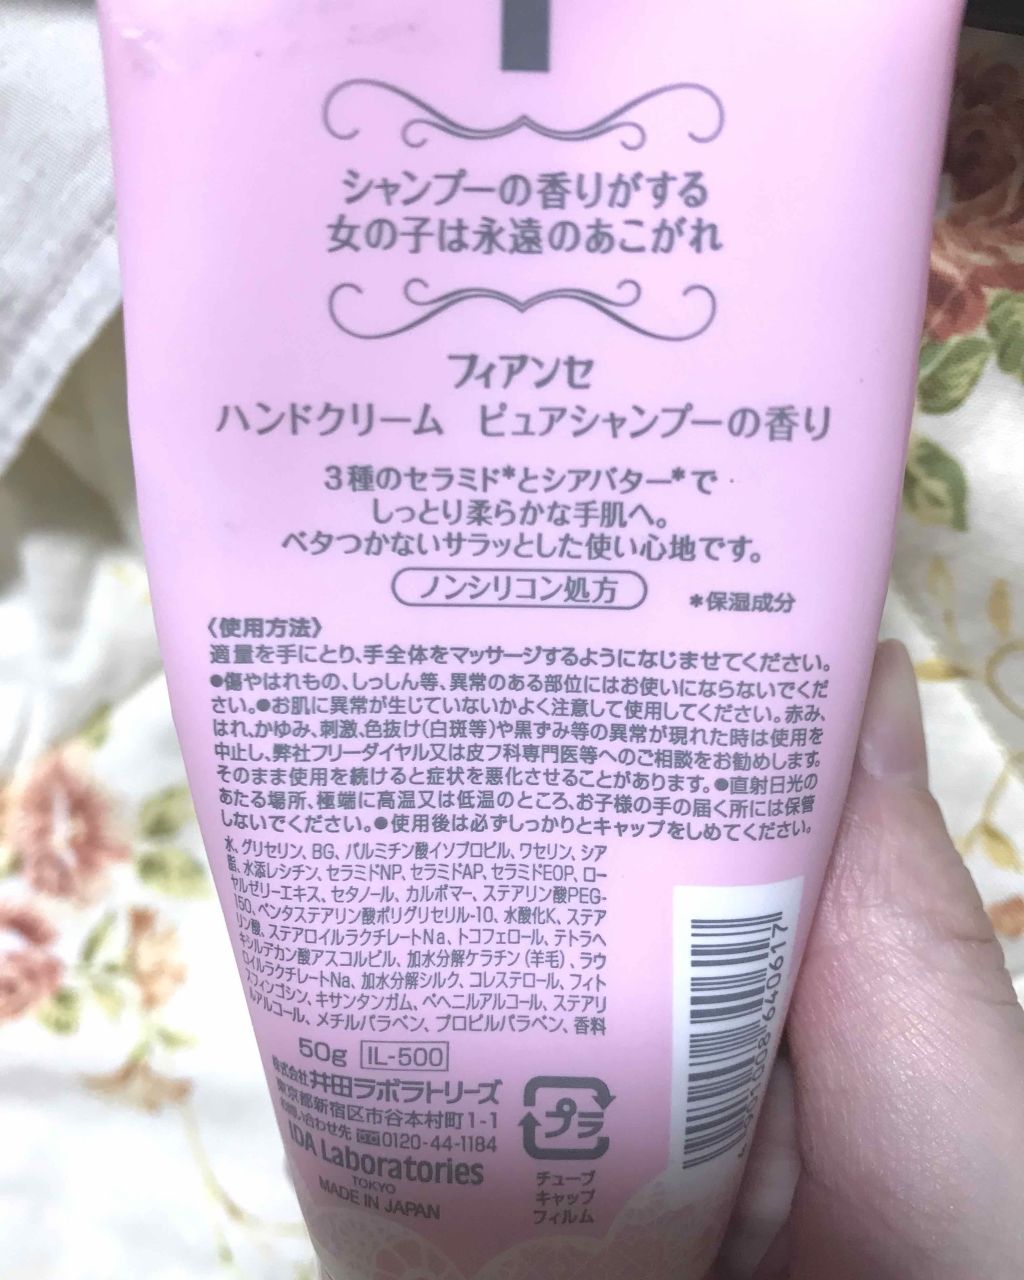 シャンプーの香りがする
女の子は永遠のあこがれ
フィアンセ
ハンドクリーム ピュアシャンプーの香り
3種のセラミド*とシアバター*で
しっとり柔らかな手肌へ。
ベタつかないサラッとした使い心地です。
ノンシリコン処方 *保湿成分
〈使用方法〉
適量を手にとり、手全体をマッサージするようになじませてください。
●傷やはれもの、しっしん等、異常のある部位にはお使いにならないでくだ
さい。●お肌に異常が生じていないかよく注意して使用してください。赤み、
はれ、かゆみ、刺激、色抜け(白斑等)や黒ずみ等の異常が現れた時は使用を
中止し、弊社フリーダイヤル又は皮フ科専門医等へのご相談をお勧めします。
そのまま使用を続けると症状を悪化させることがあります。●直射日光の
あたる場所、極端に高温又は低温のところ、お子様の手の届く所には保管
しないでください。●使用後は必ずしっかりとキャップをしめてください。
水、グリセリン、BG、パルミチン酸イソプロピル、ワセリン、シア
脂、水添レシチン、セラミドNP、セラミドAP、セラミドEOP、ロー
ヤルゼリーエキス、セタノール、カルボマー、ステアリン酸PEG-
150、ペンタステアリン酸ポリグリセリル-10、水酸化K、ステア
リン酸、ステアロイルラクチレートNa、トコフェロール、テトラヘ
キシルデカン酸アスコルビル、加水分解ケラチン(羊毛)、ラウ
ロイルラクチレートNa、加水分解シルク、コレステロール、フィト
スフィンゴシン、キサンタンガム、ベヘニルアルコール、ステアリ
ルアルコール、メチルパラベン、プロピルパラベン、香料
50g IL-500
株式会社 井田ラボラトリーズ
東京都新宿区市谷本村町1-1
お問い合わせ先 0120-44-1184
IDA Laboratories
TOKYO
MADE IN JAPAN
プラ
チューブ
キャップ
フィルム